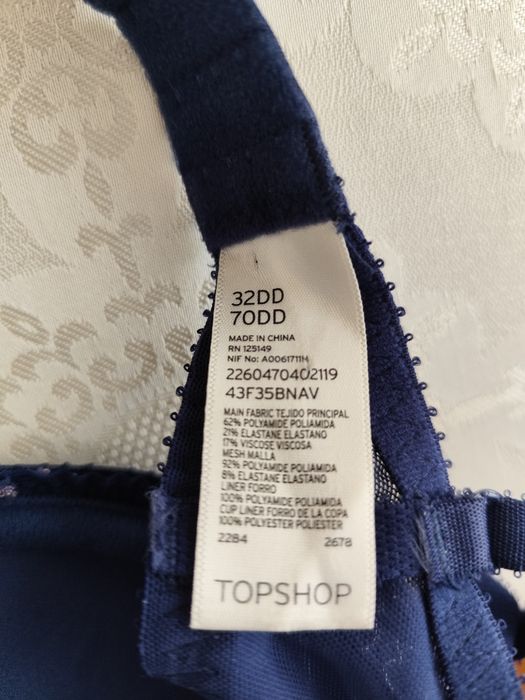 32DD
70DD
MADE IN CHINA
RN 125149
NIF No: A0061711H
2260470402119
43F35BNAV
MAIN FABRIC TEJIDO PRINCIPAL
62% POLYAMIDE POLIAMIDA
21% ELASTANE ELASTANO
17% VISCOSE VISCOSA
MESH MALLA
92% POLYAMIDE POLIAMIDA
8% ELASTANE ELASTANO
LINER FORRO
100% POLYAMIDE POLIAMIDA
CUP LINER FORRO DE LA COPA
100% POLYESTER POLIESTER
2284 2678
TOPSHOP